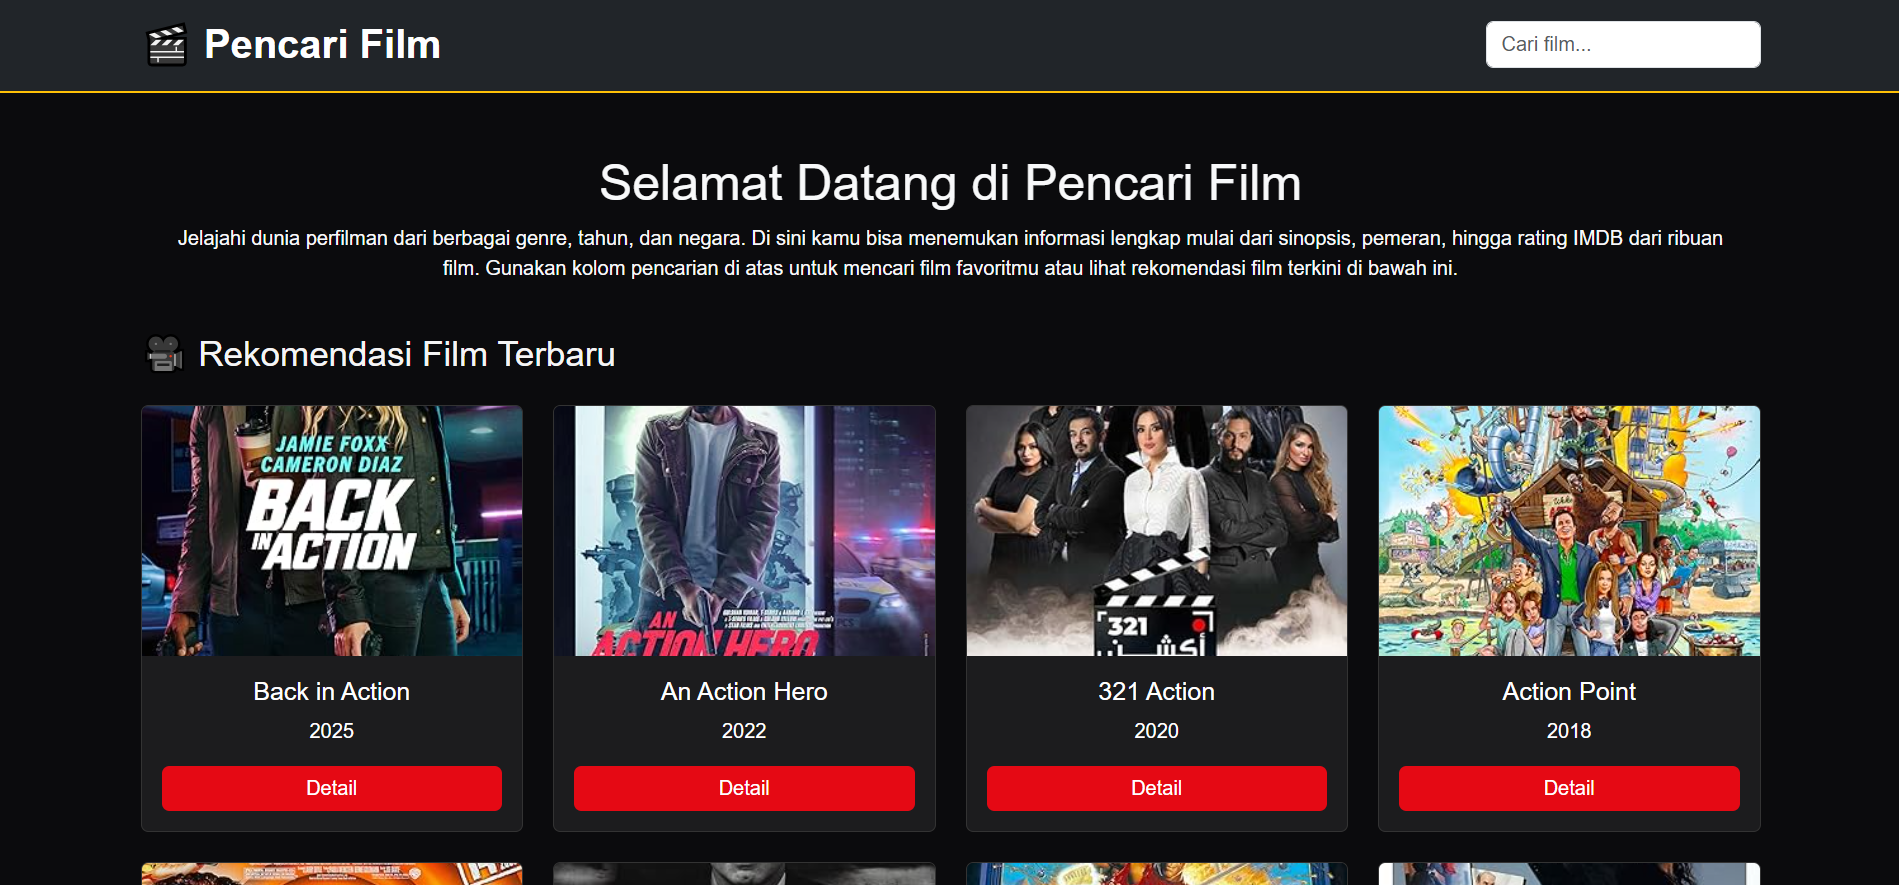 Pencari Film
Cari film...
Selamat Datang di Pencari Film
Jelajahi dunia perfilman dari berbagai genre, tahun, dan negara. Di sini kamu bisa menemukan informasi lengkap mulai dari sinopsis, pemeran, hingga rating IMDB dari ribuan
film. Gunakan kolom pencarian di atas untuk mencari film favoritmu atau lihat rekomendasi film terkini di bawah ini.
Rekomendasi Film Terbaru
JAMIE FOXX
CAMERON DIAZ
BACK
IN ACTION
AN
ACTION HERO
321
أكشن
Back in Action
2025
Detail
An Action Hero
2022
Detail
321 Action
2020
Detail
Action Point
2018
Detail